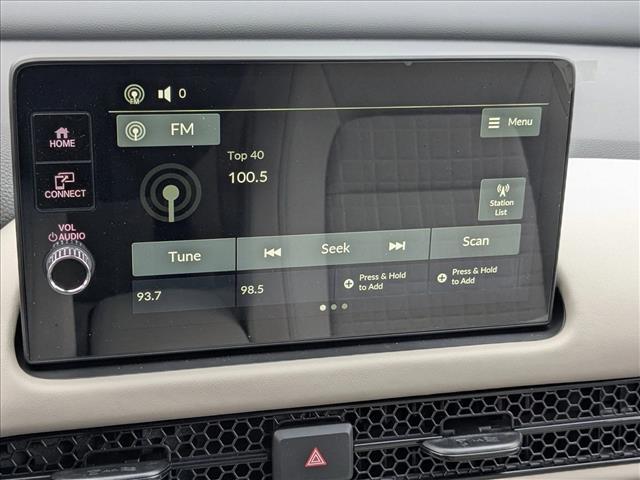 FM
0
HOME
FM
Menu
Top 40
100.5
CONNECT
Station
List
VOL
AUDIO
Tune
Seek
Scan
93.7
98.5
Press & Hold
to Add
Press & Hold
to Add